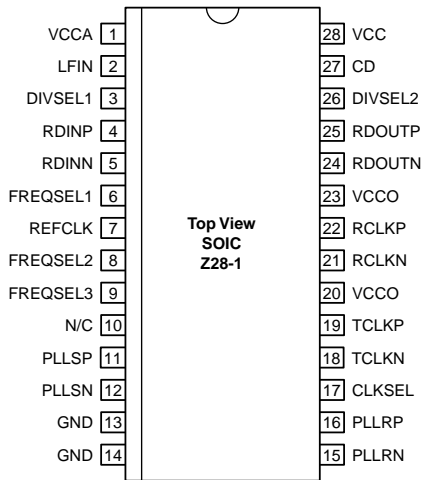 VCCA 1
LFIN 2
DIVSEL1 3
RDINP 4
RDINN 5
FREQSEL1 6
REFCLK 7
FREQSEL2 8
FREQSEL3 9
N/C 10
PLLSP 11
PLLSN 12
GND 13
GND 14
Top View
SOIC
Z28-1
28 VCC
27 CD
26 DIVSEL2
25 RDOUTP
24 RDOUTN
23 VCCO
22 RCLKP
21 RCLKN
20 VCCO
19 TCLKP
18 TCLKN
17 CLKSEL
16 PLLRP
15 PLLRN